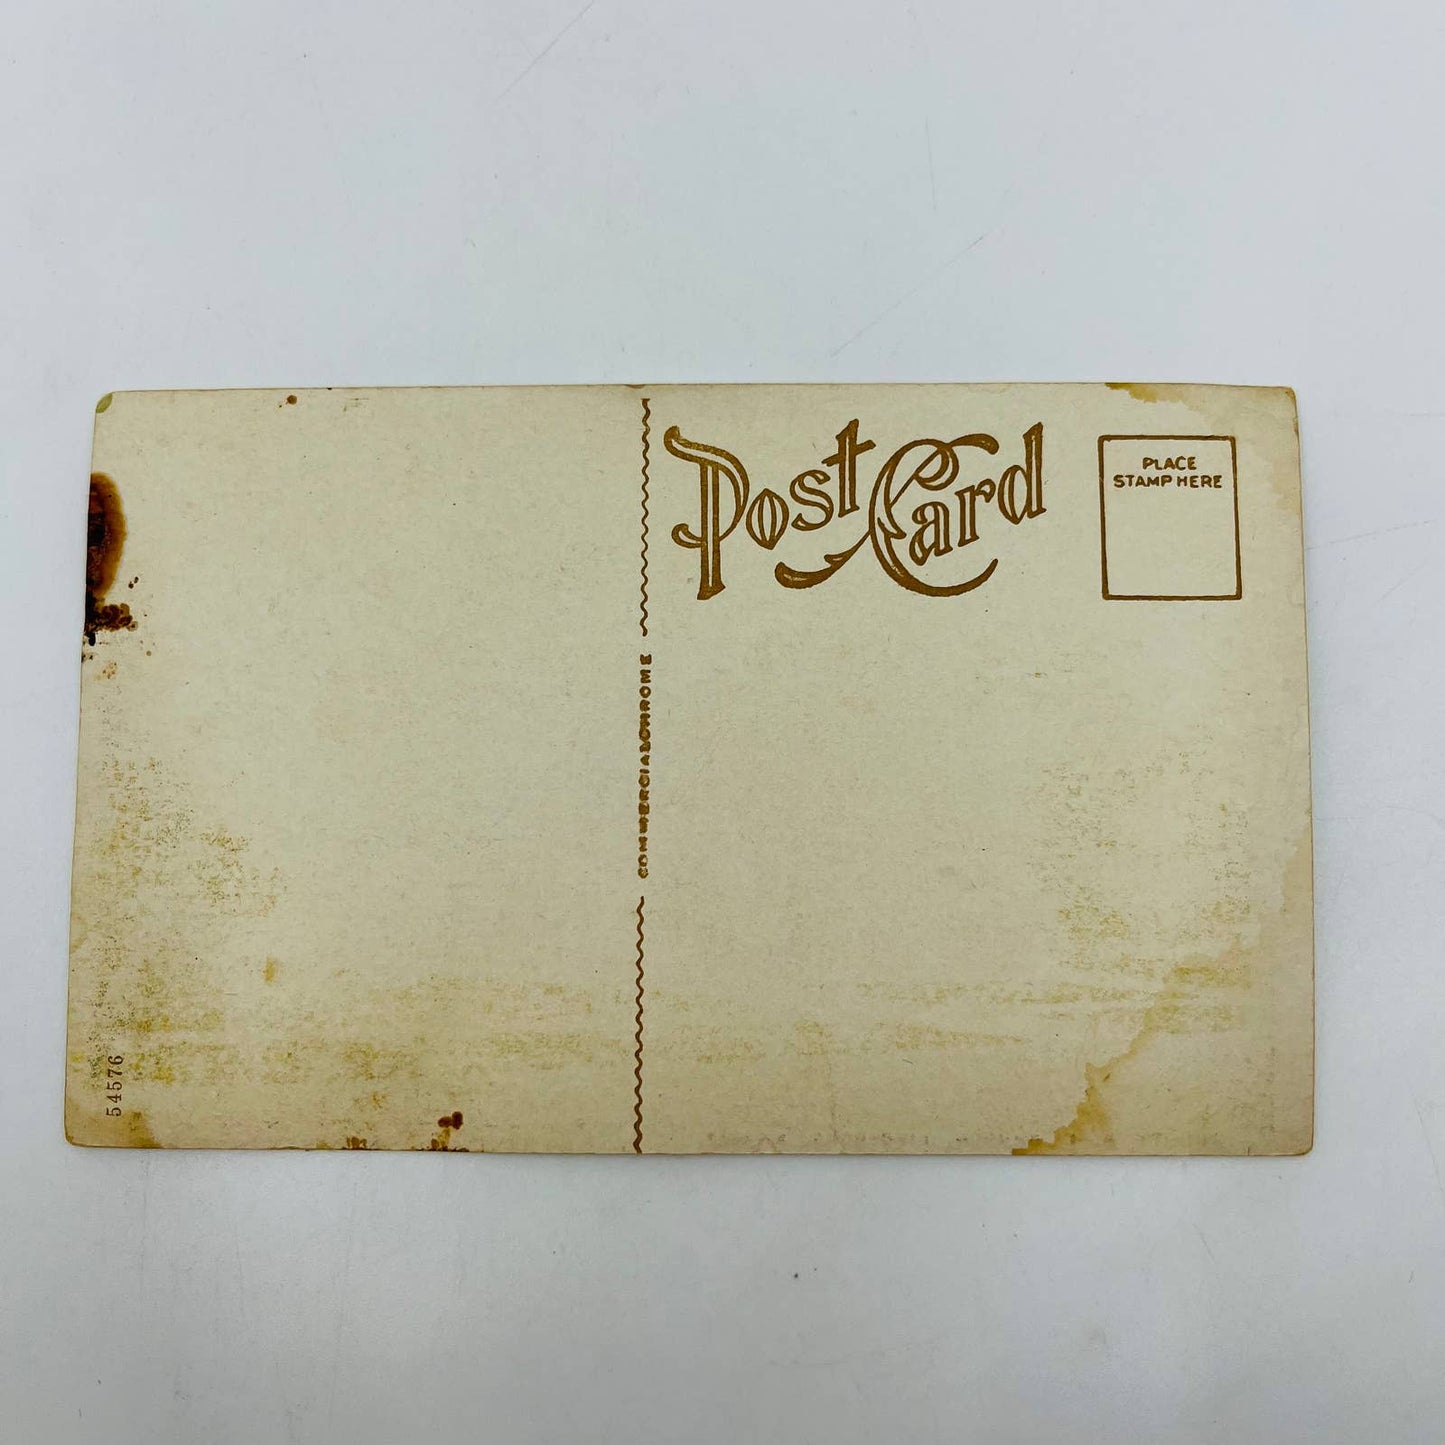 Post Card
PLACE
STAMP HERE
COMMERCIALCHROME
54576